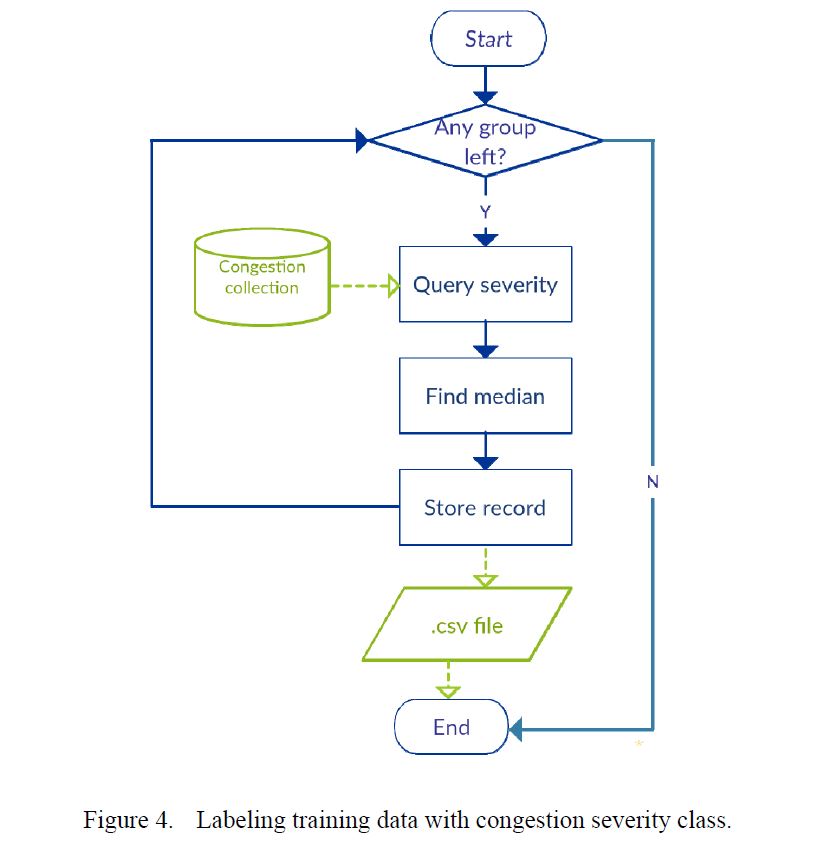 Start
Any group
left?
Y
Congestion
collection
Query severity
Find median
Store record
N
.csv file
End
*
Figure 4. Labeling training data with congestion severity class.